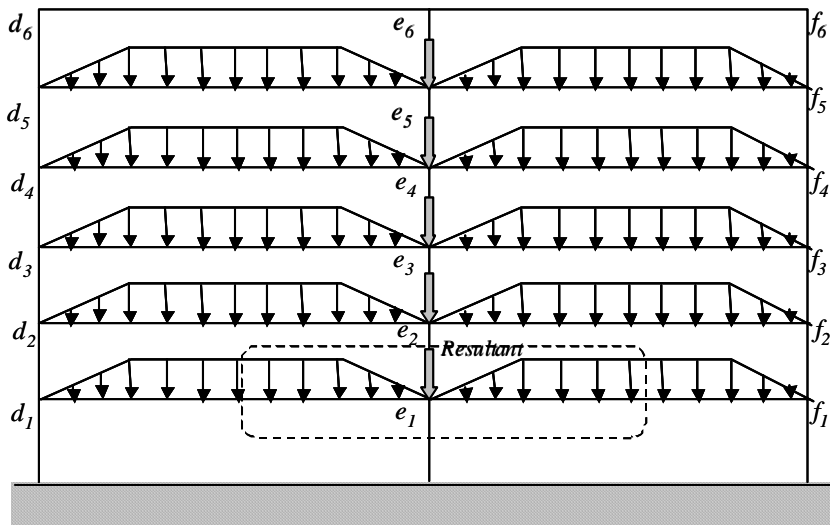 d6 e6 f6
d5 e5 f5
d4 e4 f4
d3 e3 f3
d2 e2 f2
Resultant
d1 e1 f1